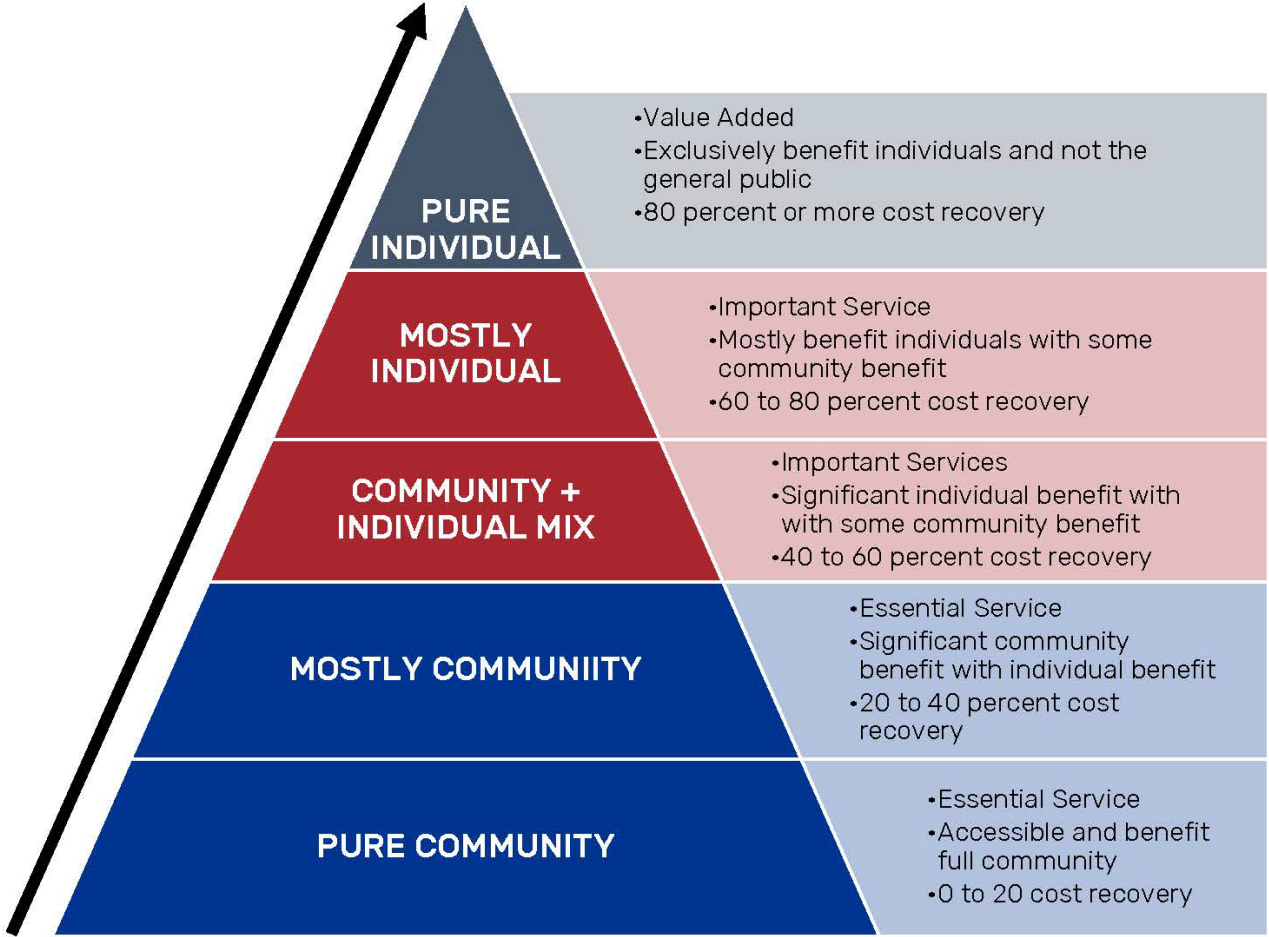 PURE
INDIVIDUAL
•Value Added
•Exclusively benefit individuals and not the
general public
•80 percent or more cost recovery
MOSTLY
INDIVIDUAL
•Important Service
•Mostly benefit individuals with some
community benefit
•60 to 80 percent cost recovery
COMMUNITY +
INDIVIDUAL MIX
•Important Services
•Significant individual benefit with
with some community benefit
•40 to 60 percent cost recovery
MOSTLY COMMUNIITY
•Essential Service
•Significant community
benefit with individual benefit
•20 to 40 percent cost
recovery
PURE COMMUNITY
•Essential Service
•Accessible and benefit
full community
•0 to 20 cost recovery